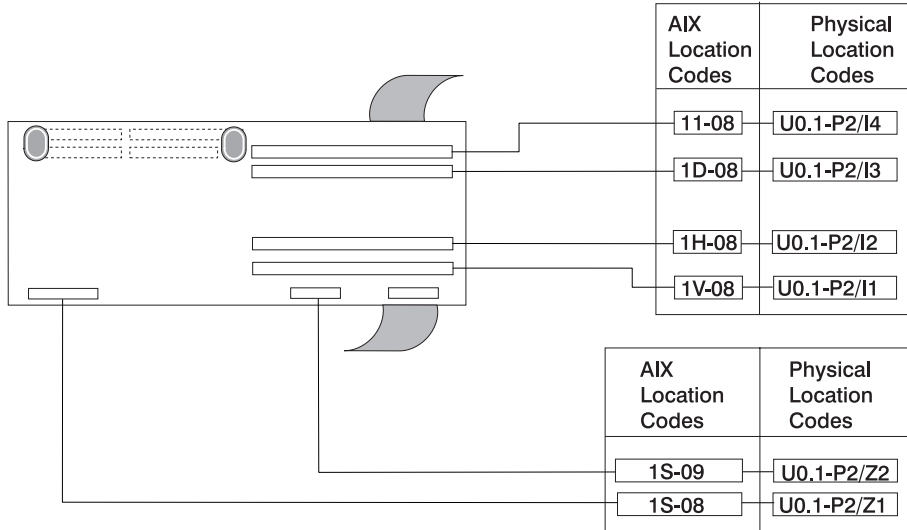 AIX Location Codes
Physical Location Codes
11-08 U0.1-P2/I4
1D-08 U0.1-P2/I3
1H-08 U0.1-P2/I2
1V-08 U0.1-P2/I1
AIX Location Codes
Physical Location Codes
1S-09 U0.1-P2/Z2
1S-08 U0.1-P2/Z1